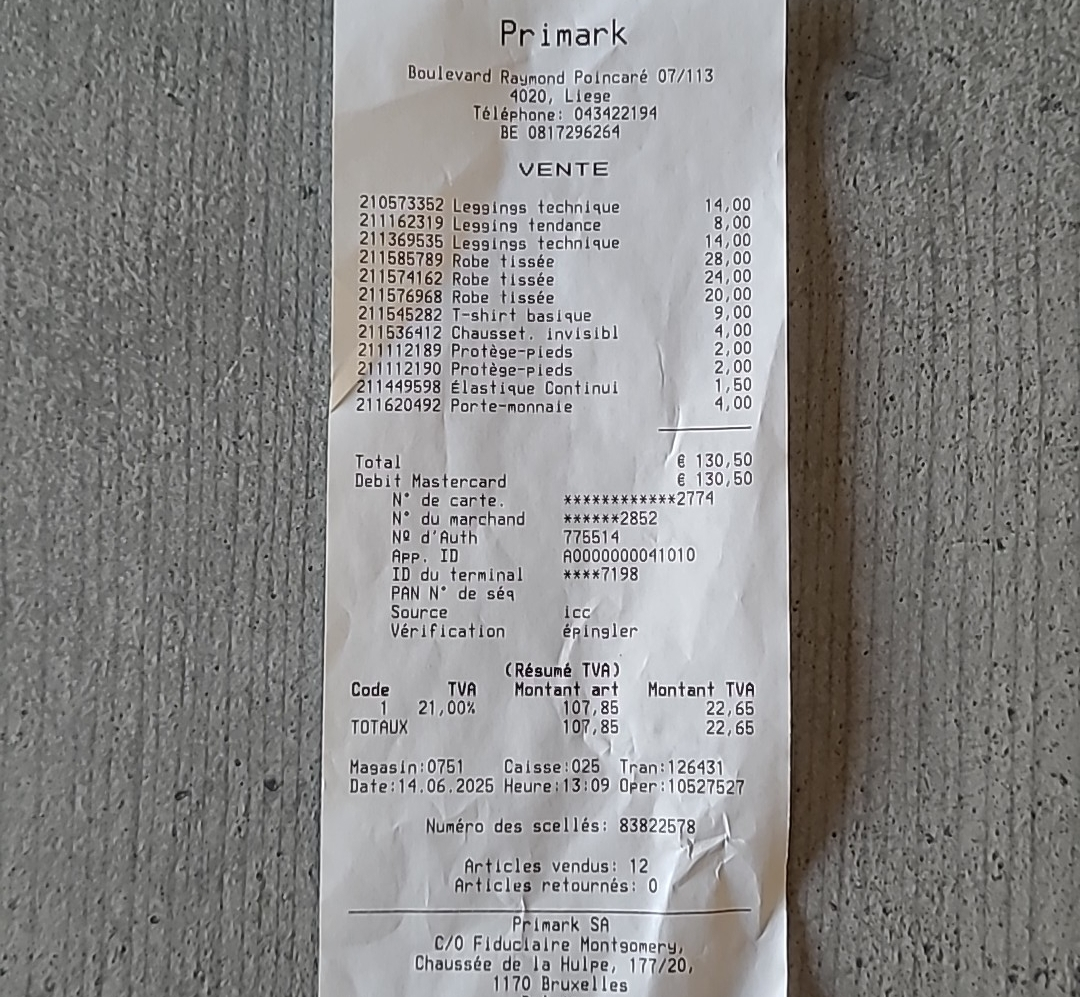 Primark
Boulevard Raymond Poincaré 07/113
4020, Liege
Téléphone: 043422194
BE 0817296264
VENTE
210573352 Leggings technique 14,00
211162319 Legging tendance 8,00
211369535 Leggings technique 14,00
211585789 Robe tissée 28,00
211574162 Robe tissée 24,00
211576968 Robe tissée 20,00
211545282 T-shirt basique 9,00
211536412 Chausset. invisibl 4,00
211112189 Protège-pieds 2,00
211112190 Protège-pieds 2,00
211449598 Élastique Continui 1,50
211620492 Porte-monnaie 4,00
Total € 130,50
Debit Mastercard € 130,50
N° de carte. ************2774
N° du marchand ******2852
Nº d'Auth 775514
App. ID A0000000041010
ID du terminal ****7198
PAN N° de séq
Source icc
Vérification épingler
(Résumé TVA)
Code TVA Montant art Montant TVA
1 21,00% 107,85 22,65
TOTAUX 107,85 22,65
Magasin:0751 Caisse:025 Tran:126431
Date:14.06.2025 Heure:13:09 Oper:10527527
Numéro des scellés: 83822578
Articles vendus: 12
Articles retournés: 0
Primark SA
C/O Fiduciaire Montgomery,
Chaussée de la Hulpe, 177/20,
1170 Bruxelles